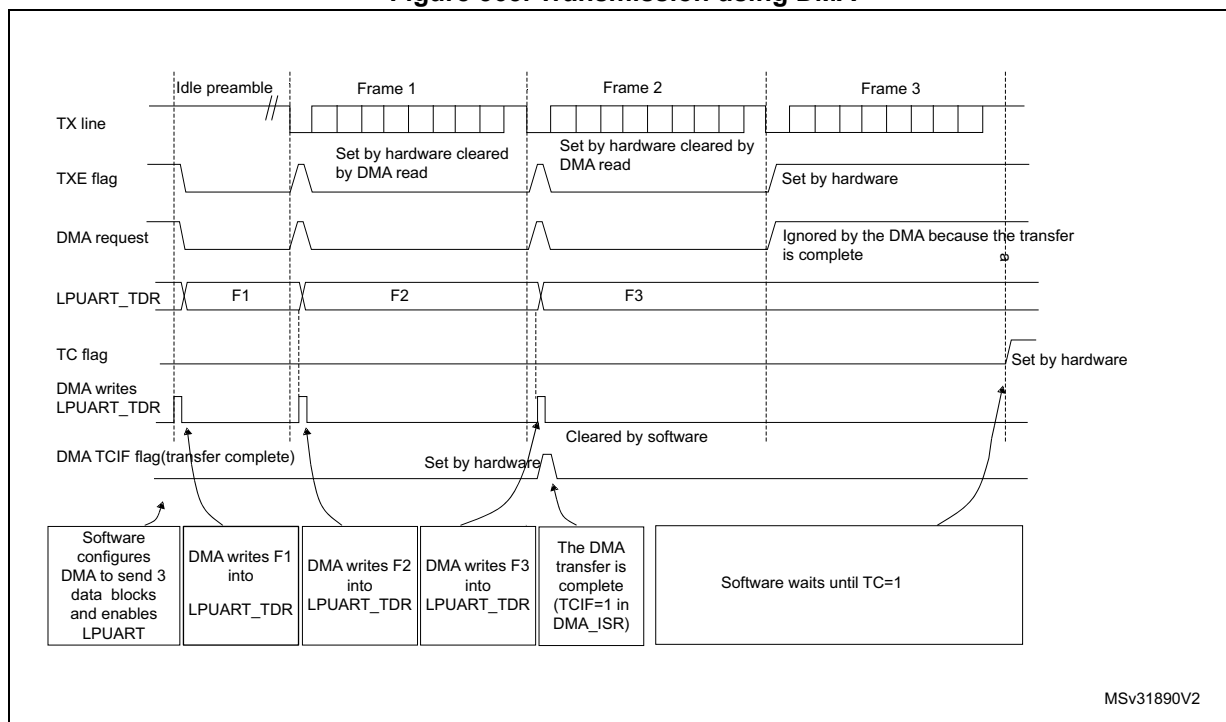 Figure 360. Transmission using DMA
Idle preamble
Frame 1
Frame 2
Frame 3
TX line
Set by hardware cleared
by DMA read
Set by hardware cleared by
DMA read
TXE flag
Set by hardware
DMA request
Ignored by the DMA because the transfer
is complete
a
LPUART_TDR
F1
F2
F3
TC flag
Set by hardware
DMA writes
LPUART_TDR
Cleared by software
DMA TCIF flag(transfer complete)
Set by hardware
Software
configures
DMA to send 3
data blocks
and enables
LPUART
DMA writes F1
into
LPUART_TDR
DMA writes F2
into
LPUART_TDR
DMA writes F3
into
LPUART_TDR
The DMA
transfer is
complete
(TCIF=1 in
DMA_ISR)
Software waits until TC=1
MSv31890V2